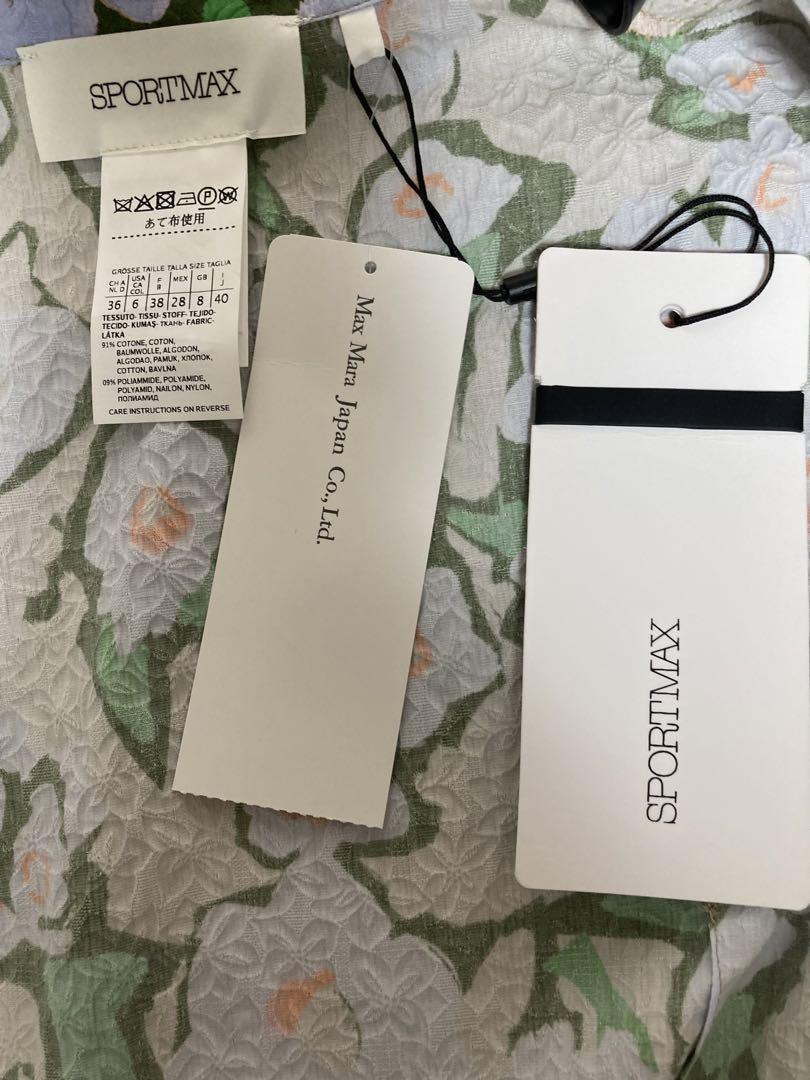 SPORTMAX
P W
あて布使用
GRÖSSE TAILLE TALLA SIZE TAGLIA
CH A NL D
USA CA COL
F B
MEX
GB
I J
36 6 38 28 8 40
TESSUTO- TISSU- STOFF- TEJIDO-
TECIDO- KUMAŞ- ТКАНЬ- FABRIC-
LÁTKA
91% COTONE, COTON,
BAUMWOLLE, ALGODON,
ALGODAO, PAMUK, ХЛОПОК,
COTTON, BAVLNA
09% POLIAMMIDE, POLYAMIDE,
POLYAMID, NAILON, NYLON,
ПОЛИАМИД
CARE INSTRUCTIONS ON REVERSE
Max Mara Japan Co., Ltd.
SPORTMAX